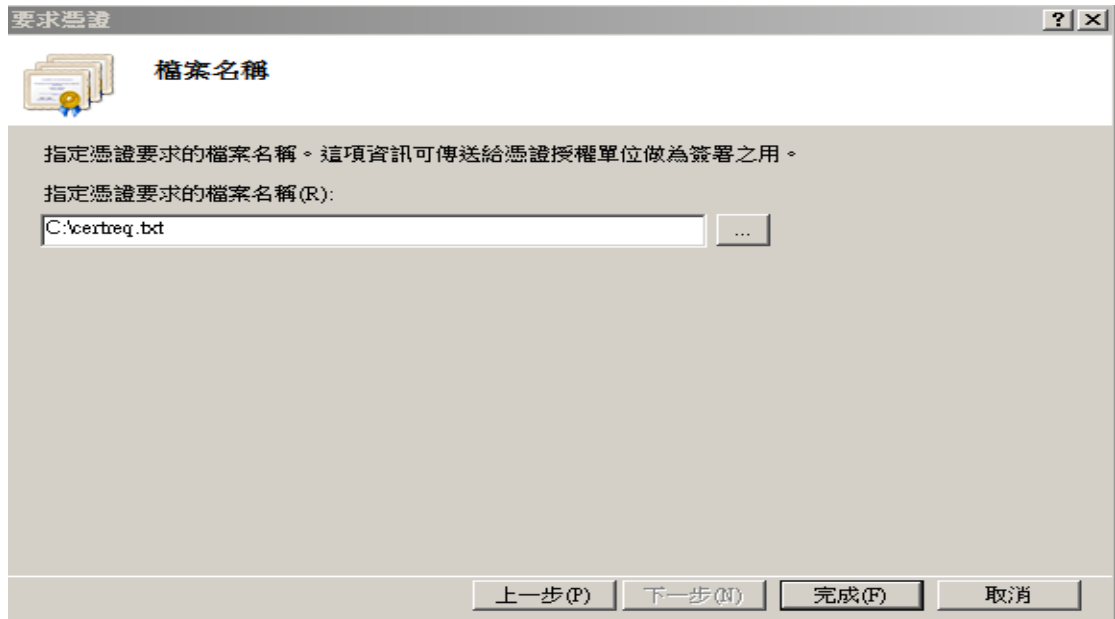 要求憑證
檔案名稱
指定憑證要求的檔案名稱。這項資訊可傳送給憑證授權單位做為簽署之用。
指定憑證要求的檔案名稱(R):
C:\certreq.txt
...
上一步(P) 下一步(N) 完成(F) 取消